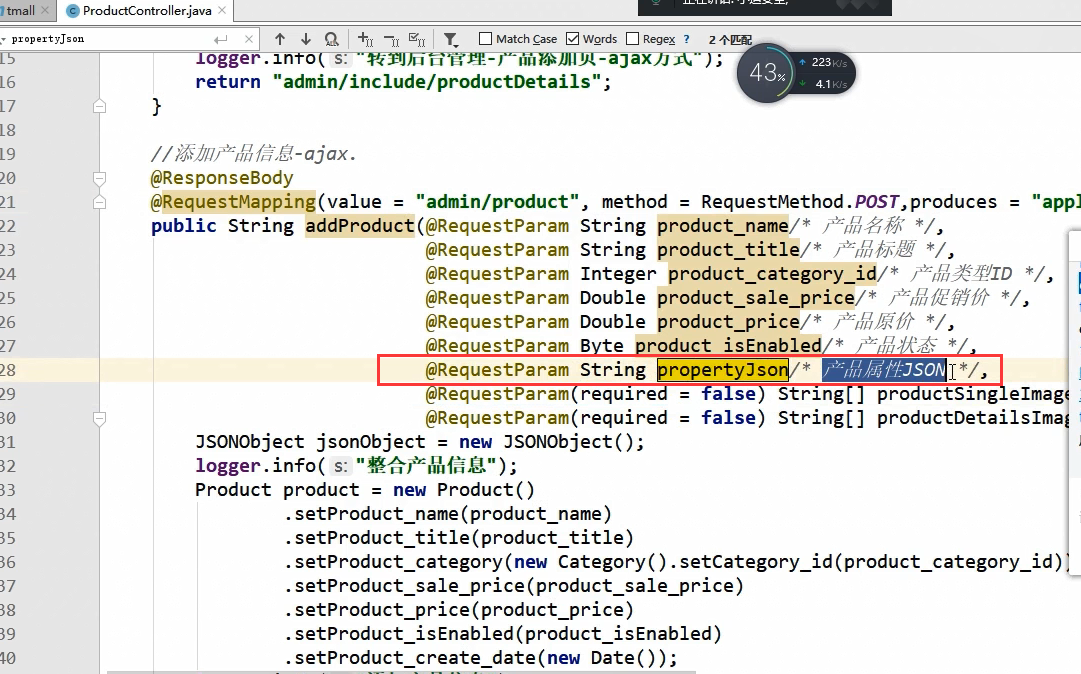 tmall
ProductController.java
propertyJson
Match Case Words Regex ? 2 个匹配
43% 223K/s
4.1K/s
15 logger.info( s: "转到后台管理-产品添加页-ajax方式");
16 return "admin/include/productDetails";
17 }
18
19 //添加产品信息-ajax.
20 @ResponseBody
21 @RequestMapping(value = "admin/product", method = RequestMethod.POST,produces = "appl
22 public String addProduct(@RequestParam String product_name/* 产品名称 */,
23 @RequestParam String product_title/* 产品标题 */,
24 @RequestParam Integer product_category_id/* 产品类型ID */,
25 @RequestParam Double product_sale_price/* 产品促销价 */,
26 @RequestParam Double product_price/* 产品原价 */,
27 @RequestParam Byte product_isEnabled/* 产品状态 */,
28 @RequestParam String propertyJson/* 产品属性JSON */,
29 @RequestParam(required = false) String[] productSingleImage
30 @RequestParam(required = false) String[] productDetailsImag
31 JSONObject jsonObject = new JSONObject();
32 logger.info( s: "整合产品信息");
33 Product product = new Product()
34 .setProduct_name(product_name)
35 .setProduct_title(product_title)
36 .setProduct_category(new Category().setCategory_id(product_category_id))
37 .setProduct_sale_price(product_sale_price)
38 .setProduct_price(product_price)
39 .setProduct_isEnabled(product_isEnabled)
40 .setProduct_create_date(new Date());